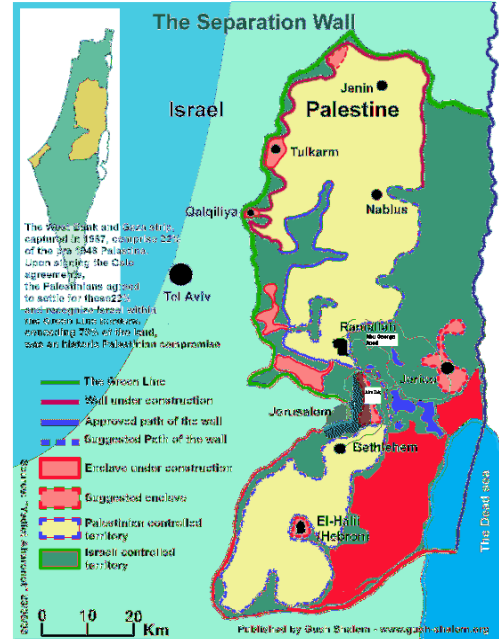 The Separation Wall
Israel
Palestine
Jenin
Tulkarm
Qalqiliya
Nablus
The West Bank and Gaza strip,
captured in 1967, comprise 22%
of the pre 1948 Palestine.
Upon signing the Oslo
agreements,
the Palestinians agreed
to settle for these 22%
and recognize Israel within
the Green Line
78% of the land,
was an historic Palestinian compromise
Tel Aviv
Ramallah
Jerusalem
Bethlehem
El-Halil
(Hebron)
The Dead sea
The Green Line
Wall under construction
Approved path of the wall
Suggested Path of the wall
Enclave under construction
Suggested enclave
Palestinian controlled
territory
Israeli controlled
territory
Source:
0 10 20
Km
Published by Gush Shalom - www.gush-shalom.org